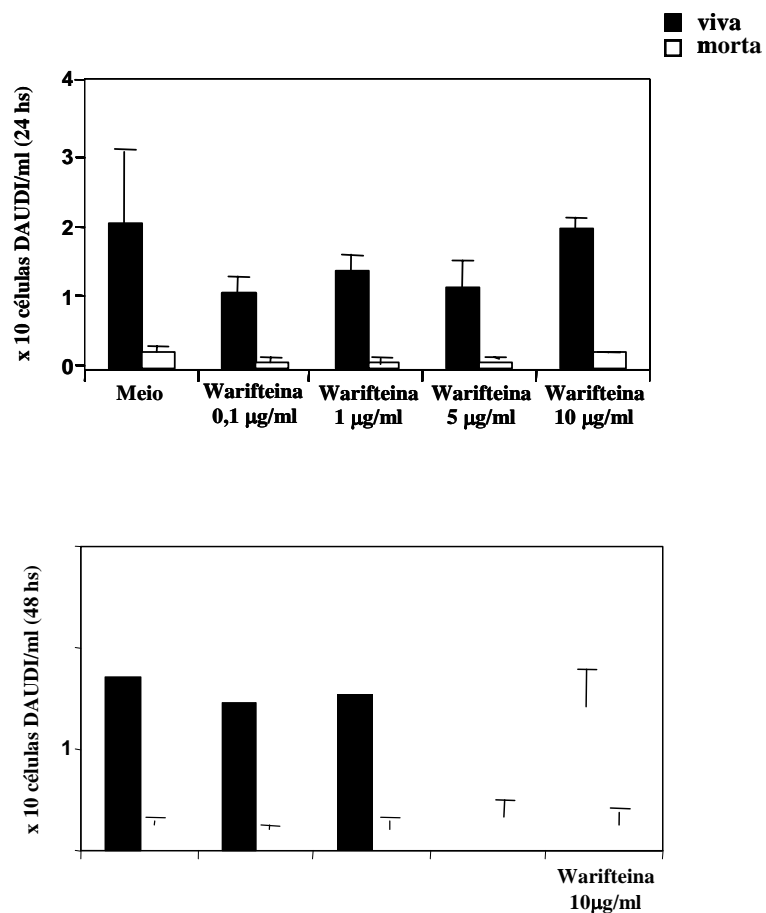 viva
morta
x 10 células DAUDI/ml (24 hs)
4
3
2
1
0
Meio
Warifteina
0,1 µg/ml
Warifteina
1 µg/ml
Warifteina
5 µg/ml
Warifteina
10 µg/ml
x 10 células DAUDI/ml (48 hs)
1
Warifteina
10µg/ml